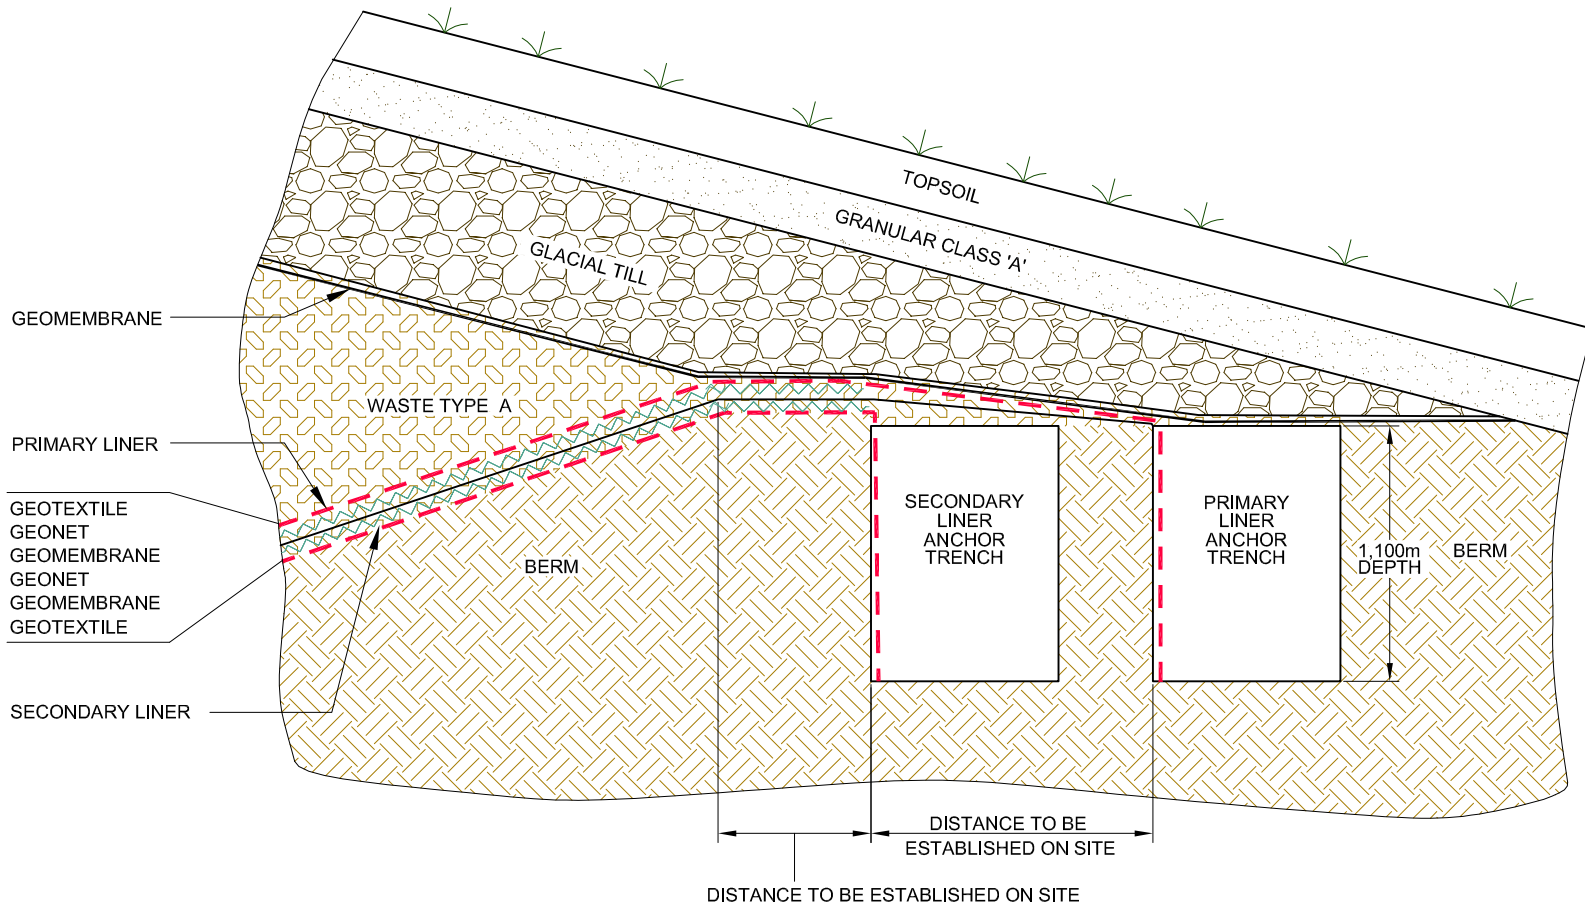 TOPSOIL
GRANULAR CLASS 'A'
GLACIAL TILL
GEOMEMBRANE
WASTE TYPE A
PRIMARY LINER
GEOTEXTILE
GEONET
GEOMEMBRANE
GEONET
GEOMEMBRANE
GEOTEXTILE
SECONDARY LINER
BERM
SECONDARY
LINER
ANCHOR
TRENCH
PRIMARY
LINER
ANCHOR
TRENCH
1,100m
DEPTH
BERM
DISTANCE TO BE
ESTABLISHED ON SITE
DISTANCE TO BE ESTABLISHED ON SITE